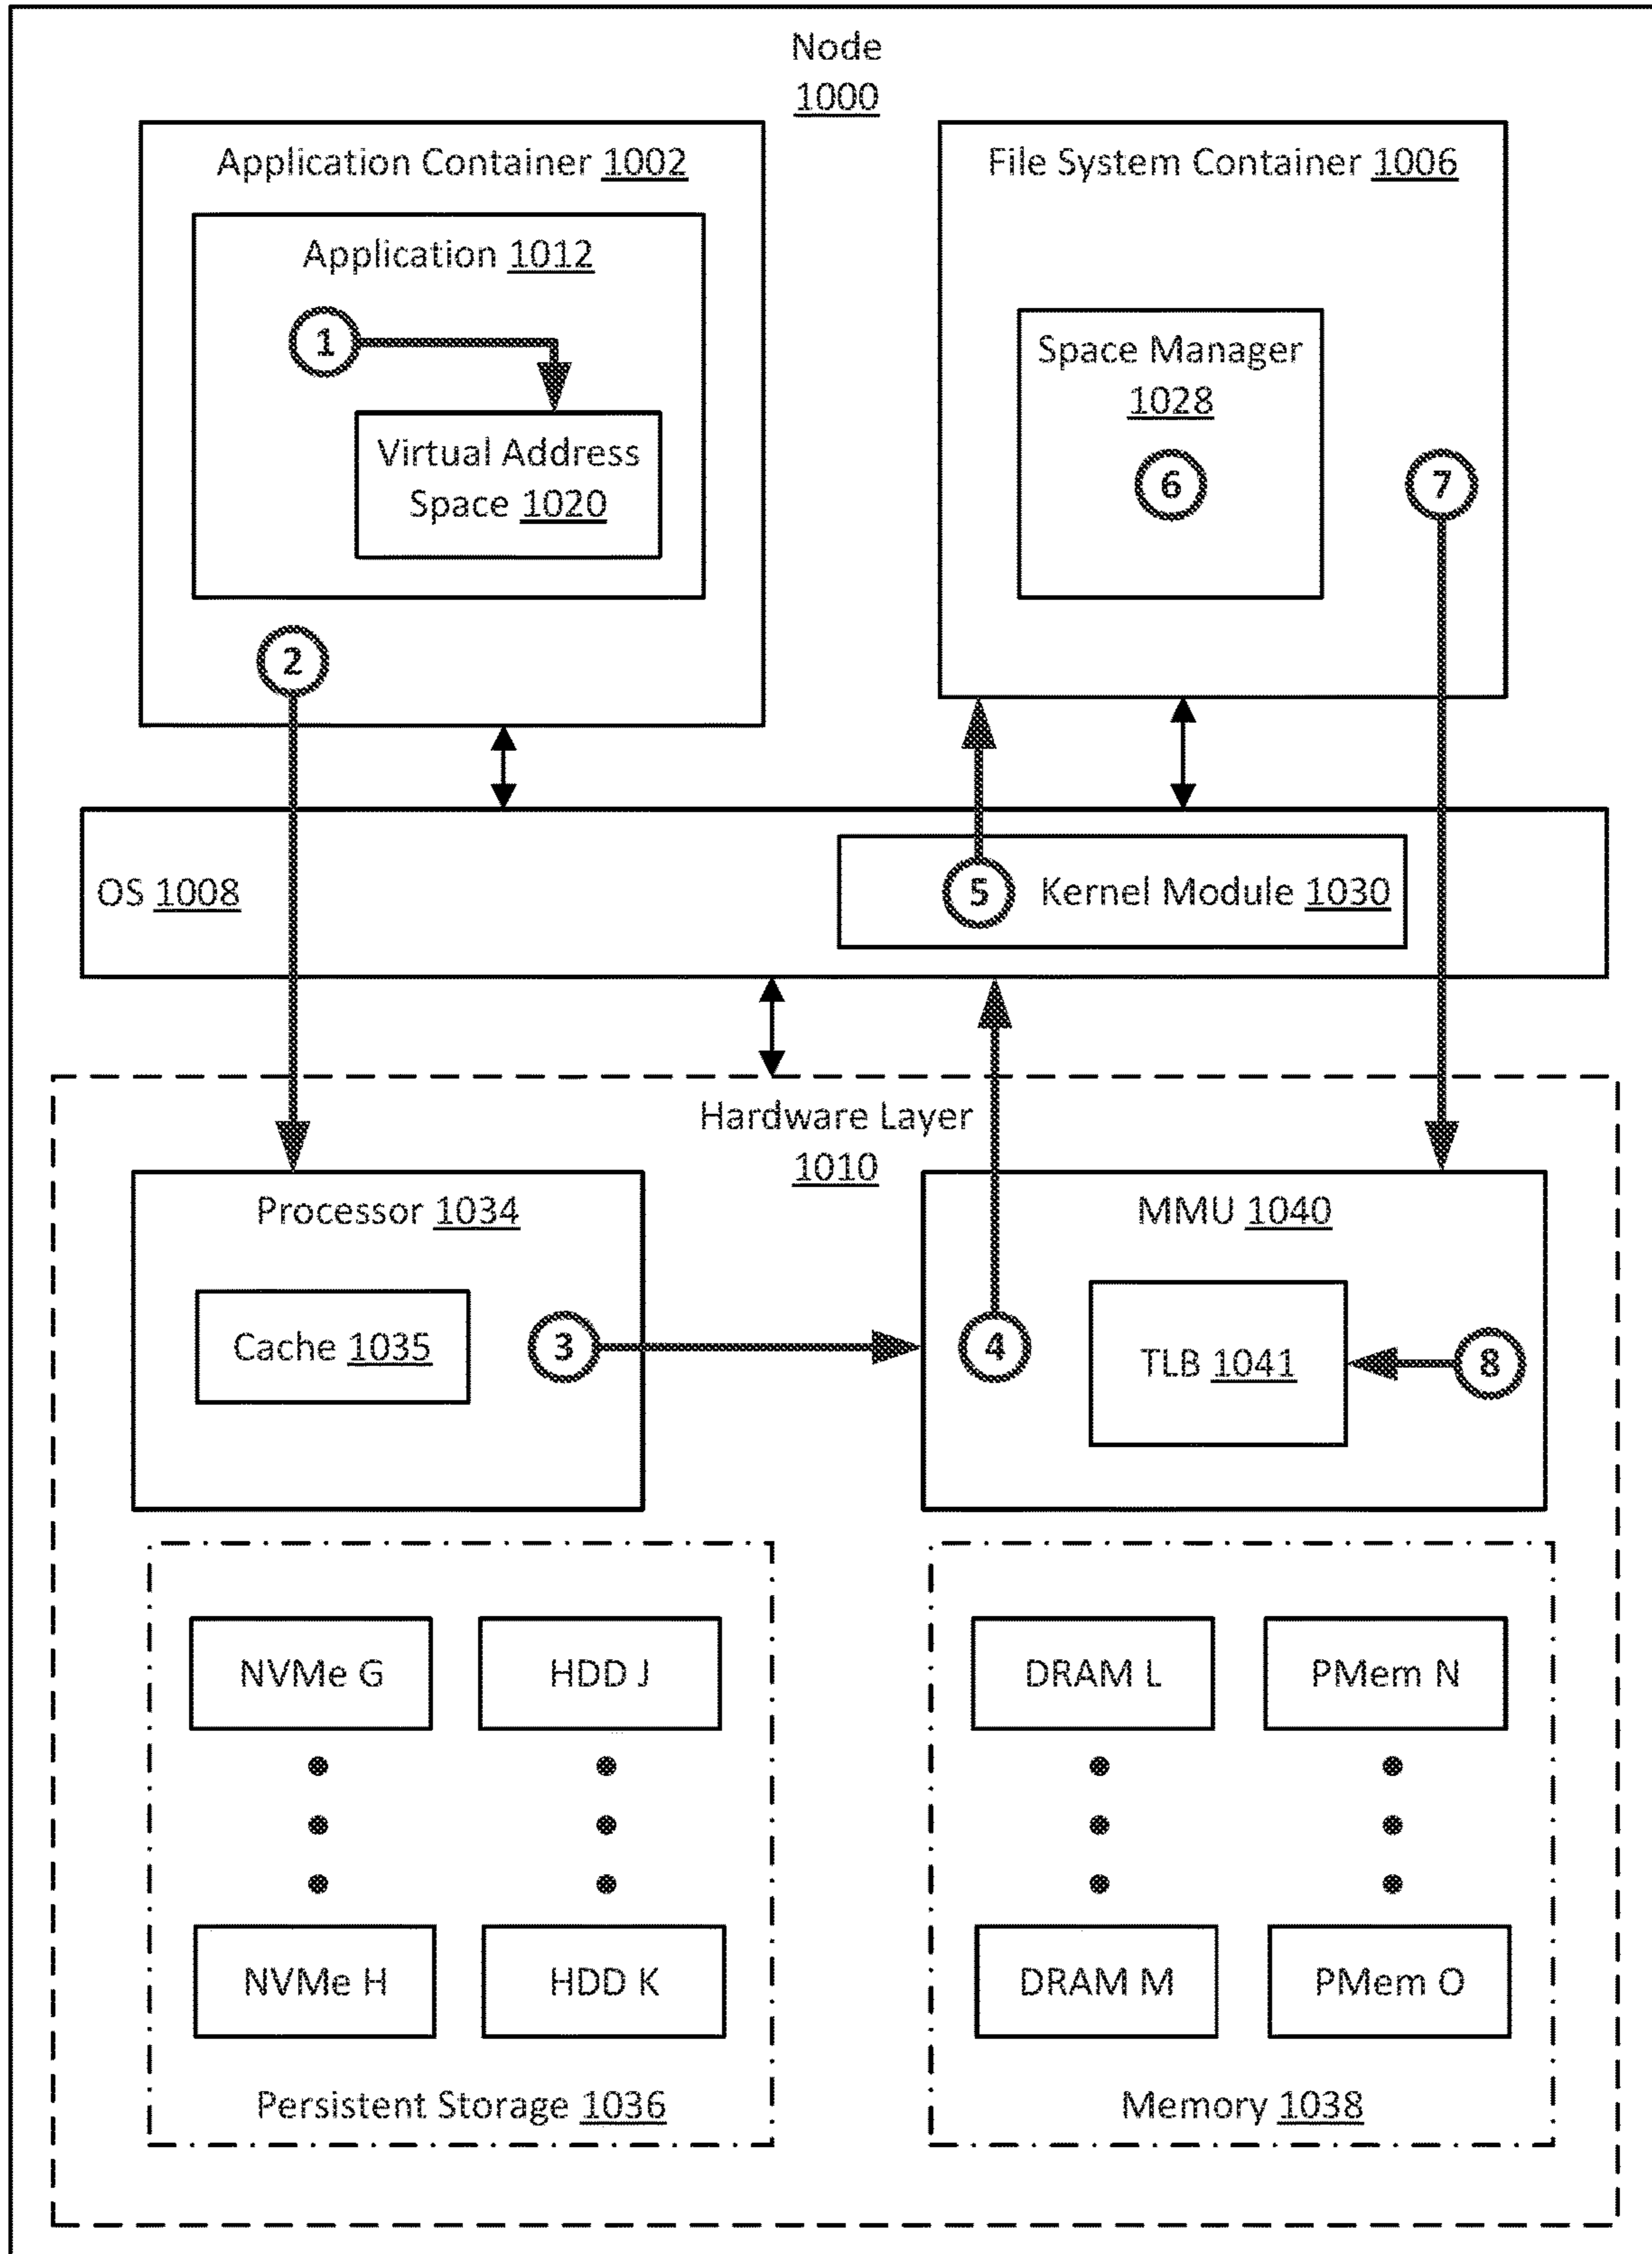 Node
1000
Application Container 1002
Application 1012
1
Virtual Address
Space 1020
2
File System Container 1006
Space Manager
1028
6
7
OS 1008
5
Kernel Module 1030
Hardware Layer
1010
Processor 1034
Cache 1035
3
MMU 1040
4
TLB 1041
8
NVMe G
HDD J
NVMe H
HDD K
Persistent Storage 1036
DRAM L
PMem N
DRAM M
PMem O
Memory 1038